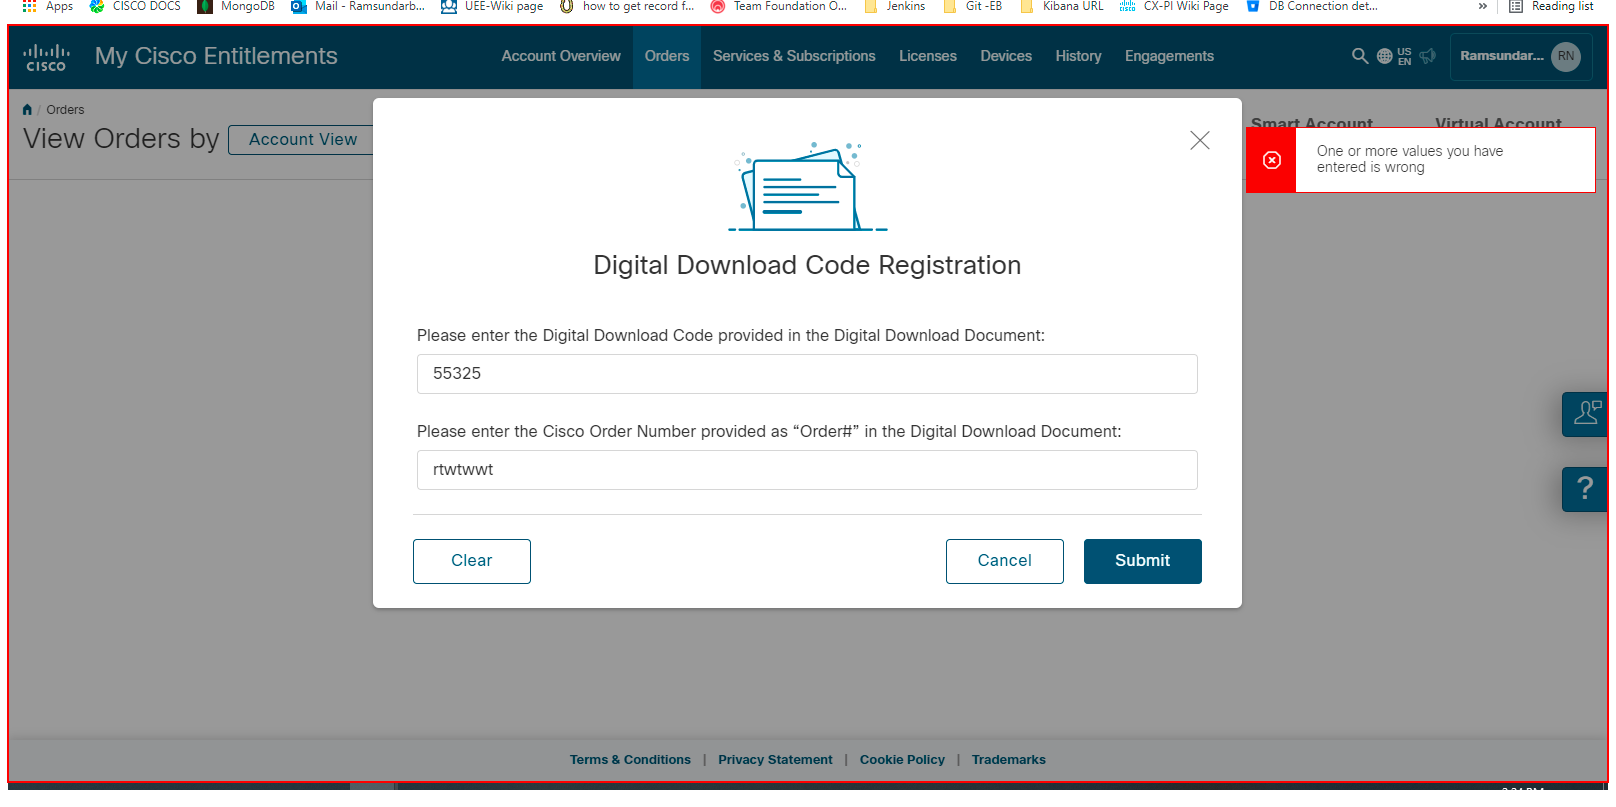 Apps CISCO DOCS MongoDB Mail - Ramsundarb... UEE-Wiki page how to get record f... Team Foundation O... Jenkins Git -EB Kibana URL CX-PI Wiki Page DB Connection det... » Reading list
CISCO My Cisco Entitlements Account Overview Orders Services & Subscriptions Licenses Devices History Engagements US EN Ramsundar... RN
/ Orders
View Orders by Account View
Smart Account Virtual Account
One or more values you have
entered is wrong
Digital Download Code Registration
Please enter the Digital Download Code provided in the Digital Download Document:
55325
Please enter the Cisco Order Number provided as “Order#” in the Digital Download Document:
rtwtwwt
Clear Cancel Submit
?
Terms & Conditions | Privacy Statement | Cookie Policy | Trademarks